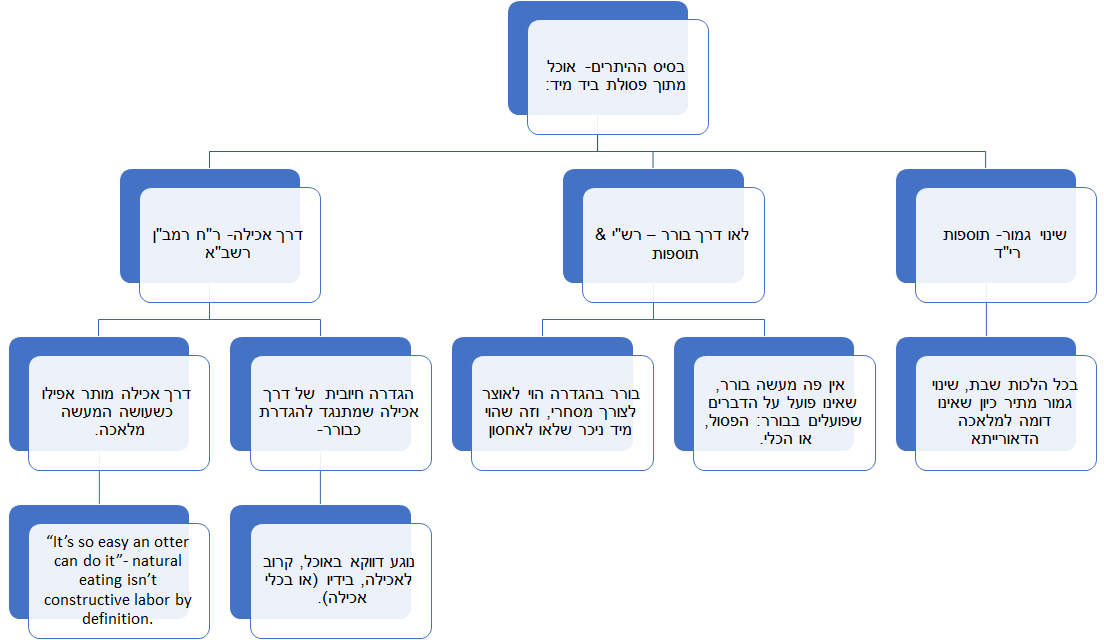 בסיס ההיתרים- אוכל
מתוך פסולת ביד מיד:
שינוי גמור- תוספות
רי"ד
לאו דרך בורר – רש"י &
תוספות
דרך אכילה- ר"ח רמב"ן
רשב"א
בכל הלכות שבת, שינוי
גמור מתיר כיון שאינו
דומה למלאכה
הדאורייתא
אין פה מעשה בורר,
שאינו פועל על הדברים
שפועלים בבורר: הפסול,
או הכלי.
בורר בהגדרה הוי לאוצר
לצורך מסחרי, וזה שהוי
מיד ניכר שלאו לאחסון
הגדרה חיובית של דרך
אכילה שמתנגד להגדרת
כבורר-
דרך אכילה מותר אפילו
כשעושה המעשה
מלאכה.
נוגע דווקא באוכל, קרוב
לאכילה, בידיו (או בכלי
אכילה).
“It’s so easy an otter
can do it”- natural
eating isn’t
constructive labor by
definition.